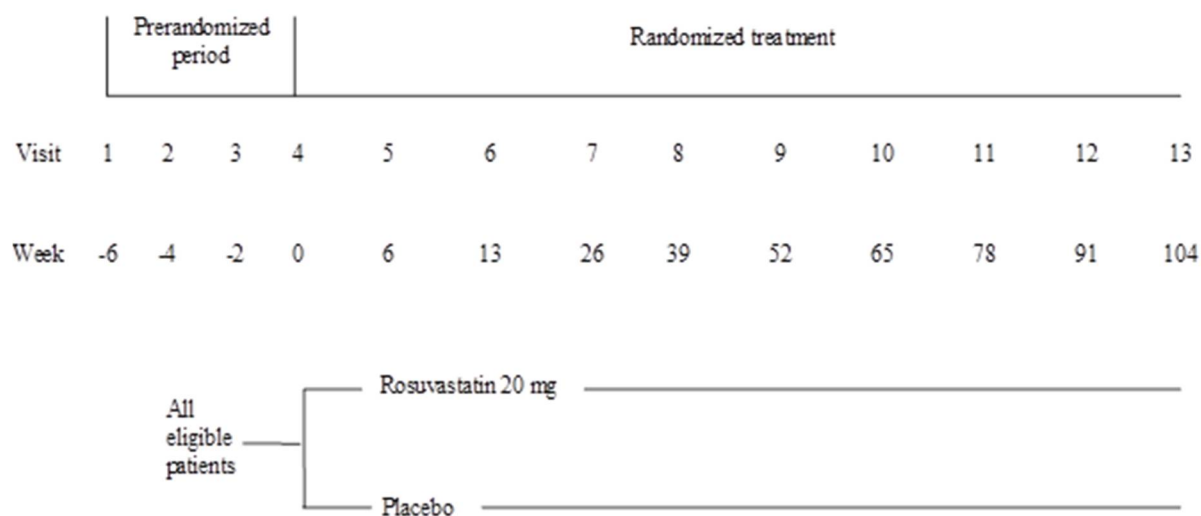 Prerandomized
period
Randomized treatment
Visit 1 2 3 4 5 6 7 8 9 10 11 12 13
Week -6 -4 -2 0 6 13 26 39 52 65 78 91 104
Rosuvastatin 20 mg
All
eligible
patients
Placebo